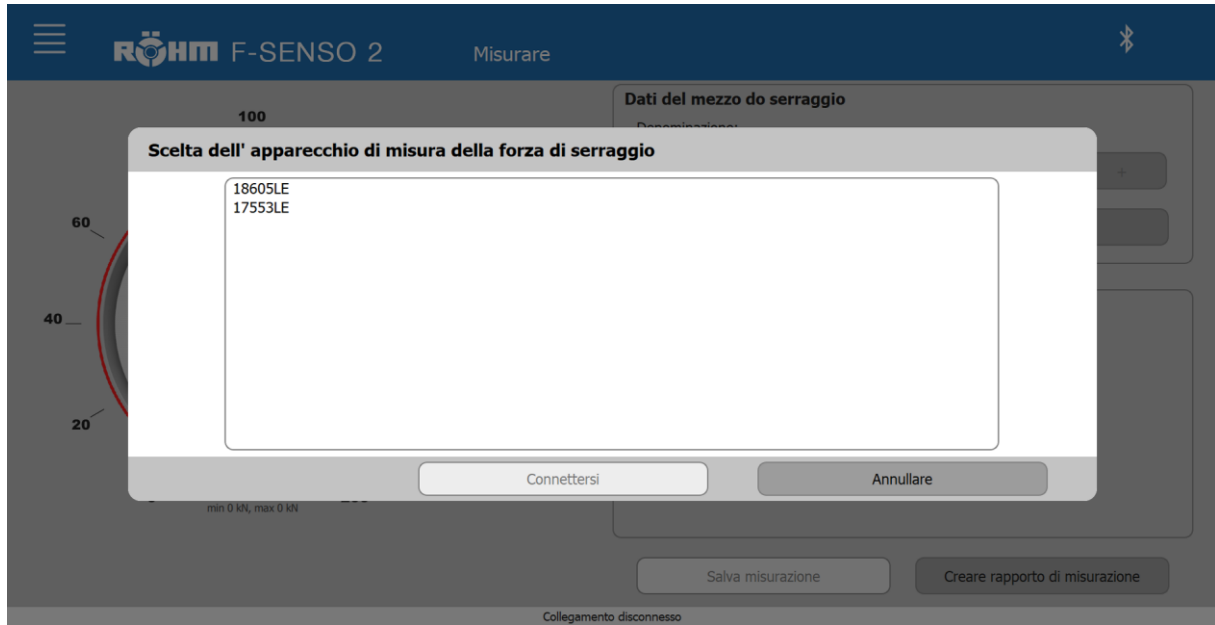 RÖHM F-SENSO 2 Misurare
Dati del mezzo do serraggio
100
Scelta dell' apparecchio di misura della forza di serraggio
+
18605LE
17553LE
60
40
20
Connettersi Annullare
min 0 kN, max 0 kN
Salva misurazione Creare rapporto di misurazione
Collegamento disconnesso